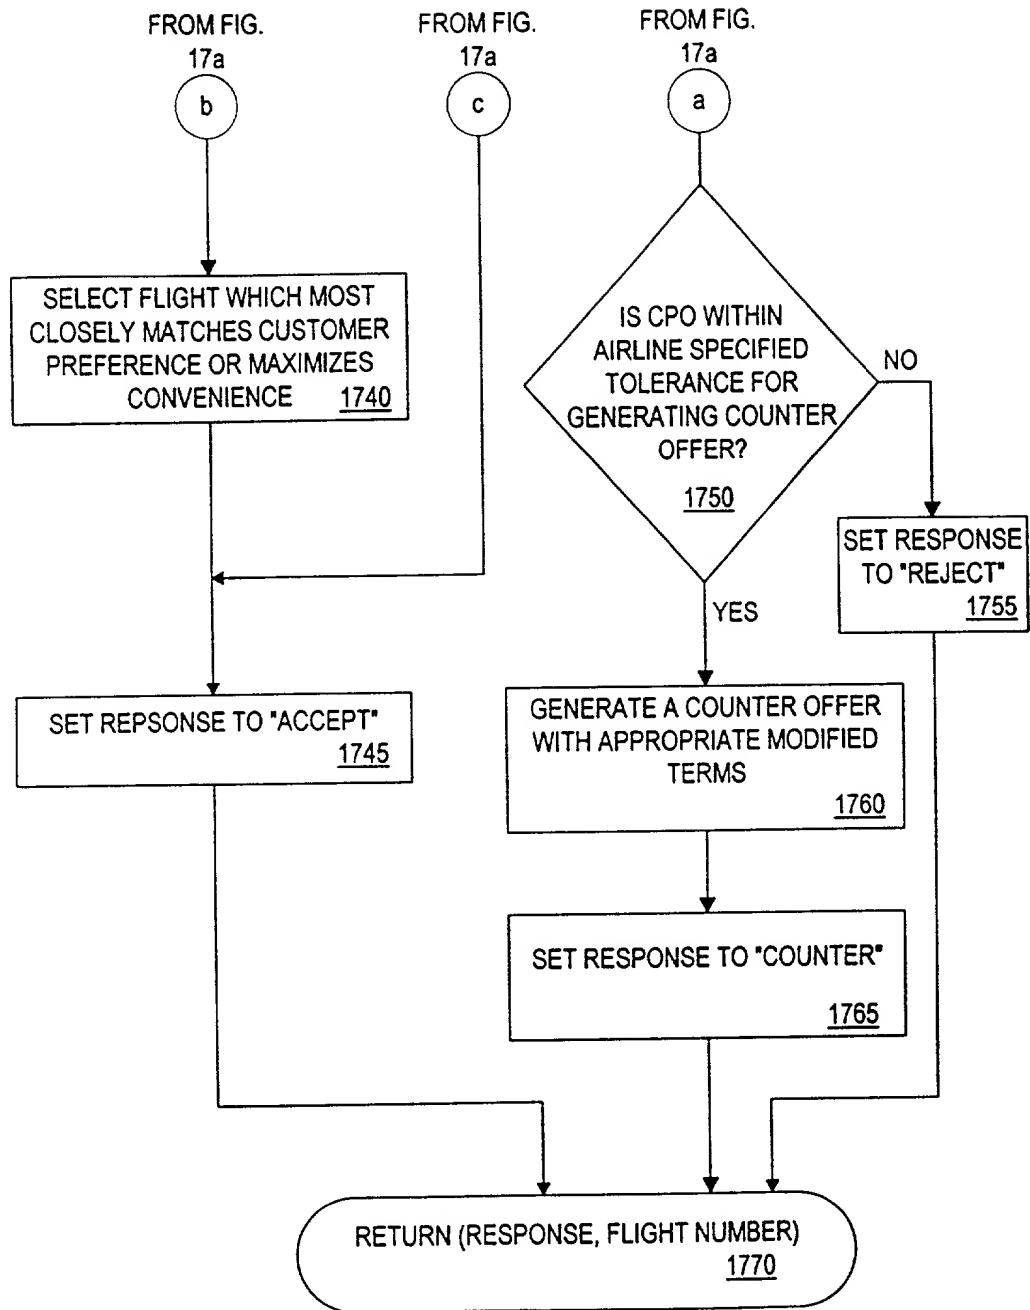 FROM FIG.
17a
b
FROM FIG.
17a
c
FROM FIG.
17a
a
SELECT FLIGHT WHICH MOST
CLOSELY MATCHES CUSTOMER
PREFERENCE OR MAXIMIZES
CONVENIENCE 1740
IS CPO WITHIN
AIRLINE SPECIFIED
TOLERANCE FOR
GENERATING COUNTER
OFFER?
1750
NO
SET RESPONSE
TO "REJECT"
1755
YES
SET REPSONSE TO "ACCEPT"
1745
GENERATE A COUNTER OFFER
WITH APPROPRIATE MODIFIED
TERMS
1760
SET RESPONSE TO "COUNTER"
1765
RETURN (RESPONSE, FLIGHT NUMBER)
1770